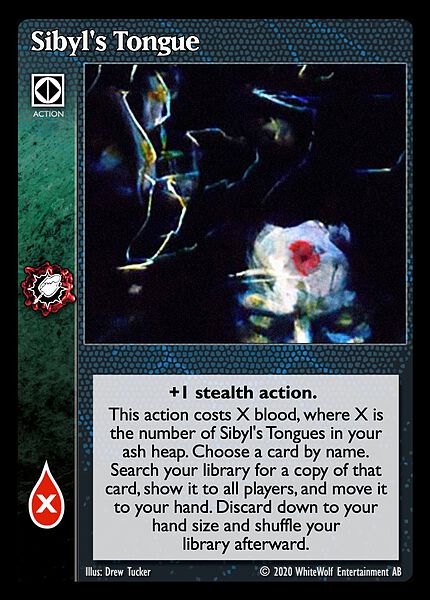 Sibyl's Tongue
ACTION
+1 stealth action.
This action costs X blood, where X is
the number of Sibyl's Tongues in your
ash heap. Choose a card by name.
Search your library for a copy of that
card, show it to all players, and move it
to your hand. Discard down to your
hand size and shuffle your
library afterward.
X
Illus: Drew Tucker
© 2020 WhiteWolf Entertainment AB